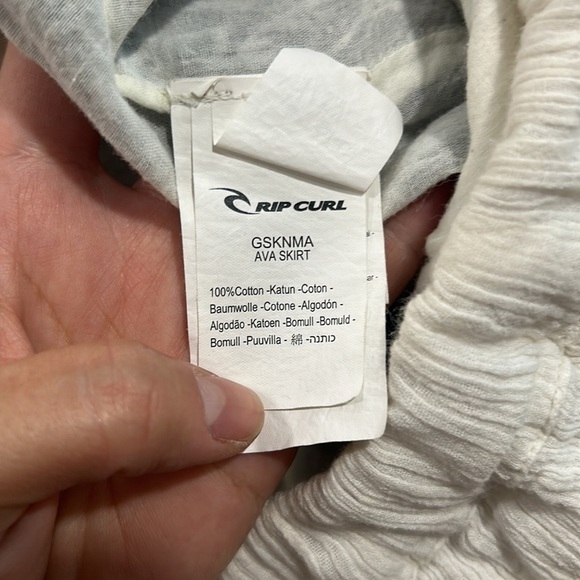 RIP CURL
GSKNMA
AVA SKIRT
100%Cotton -Katun -Coton -
Baumwolle -Cotone -Algodón -
Algodão -Katoen -Bomull -Bomuld -
Bomull -Puuvilla - 綿 -כותנה